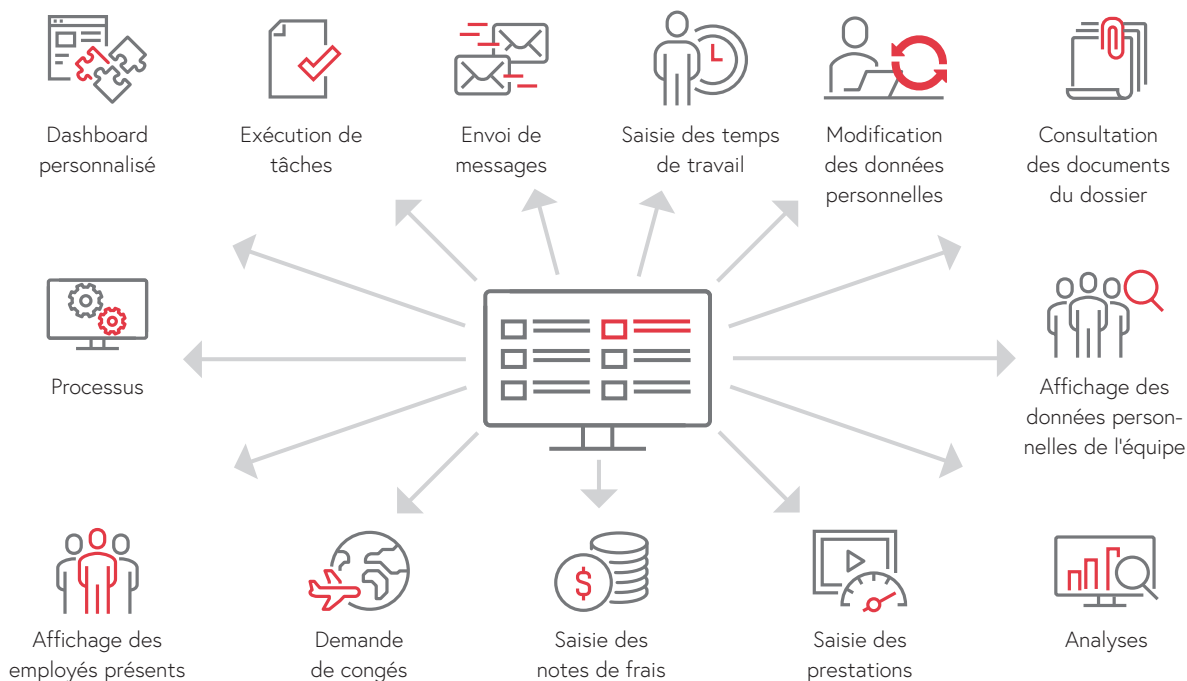 Dashboard
personnalisé
Exécution de
tâches
Envoi de
messages
Saisie des temps
de travail
Modification
des données
personnelles
Consultation
des documents
du dossier
Processus
L
Affichage des
données person-
nelles de l'équipe
Affichage des
employés présents
Demande
de congés
$
Saisie des
notes de frais
Saisie des
prestations
Analyses